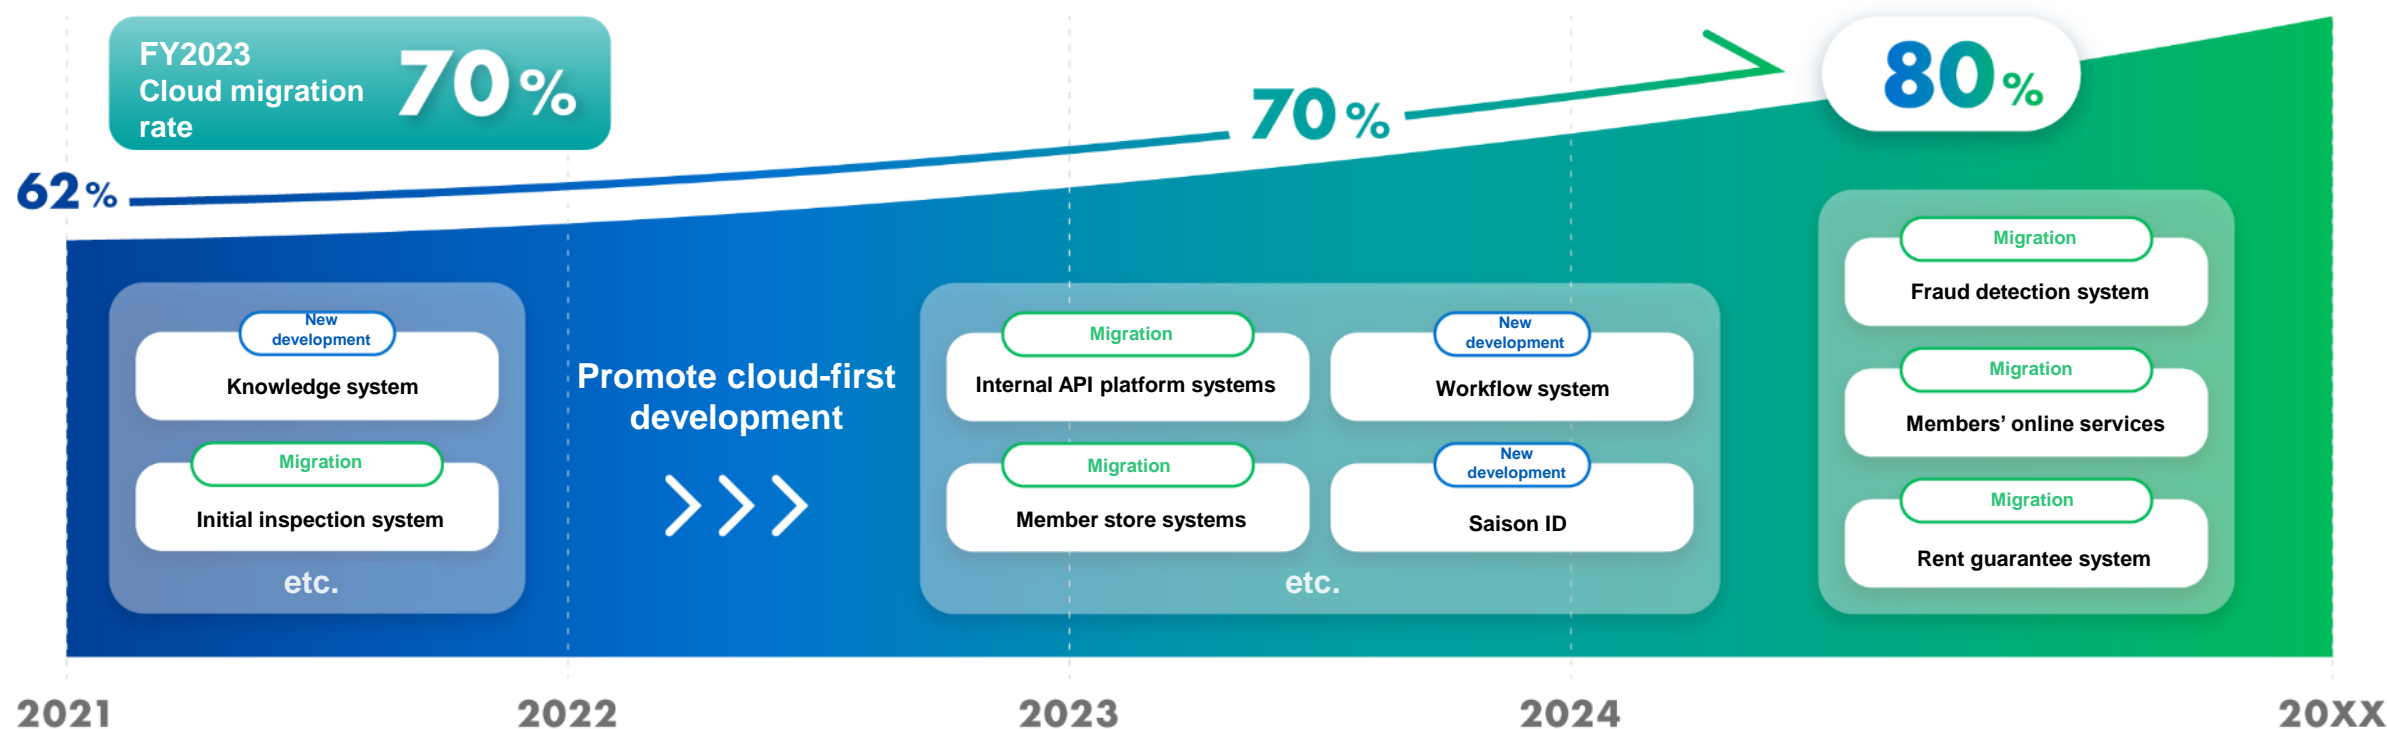 FY2023
Cloud migration
rate
70%
62%
70%
80%
New
development
Knowledge system
Migration
Initial inspection system
etc.
Promote cloud-first
development
Migration
Internal API platform systems
New
development
Workflow system
Migration
Member store systems
New
development
Saison ID
etc.
Migration
Fraud detection system
Migration
Members’ online services
Migration
Rent guarantee system
2021
2022
2023
2024
20XX